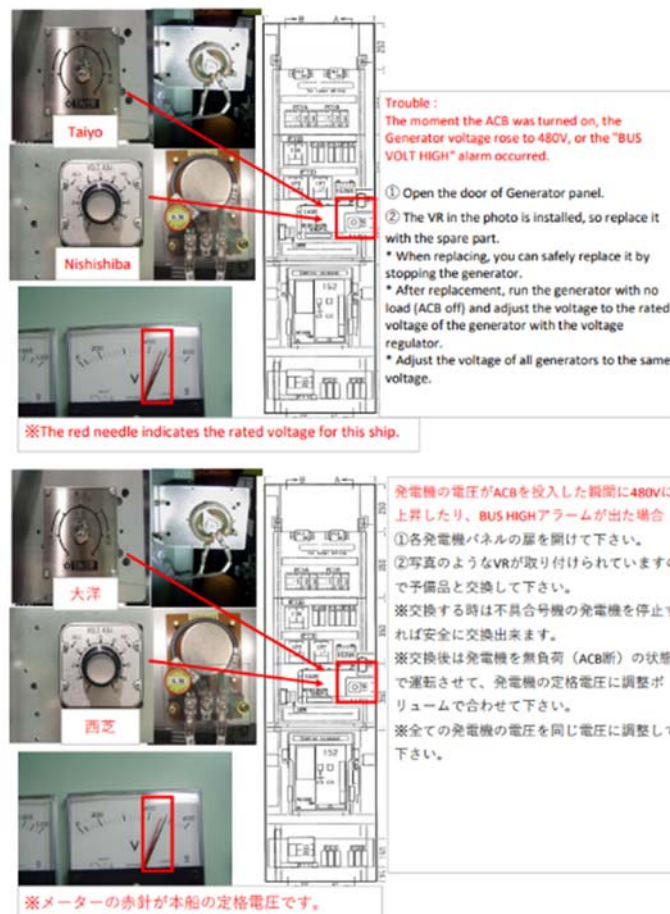 Taiyo
Nishishiba
VOLT ADJ.
Trouble :
The moment the ACB was turned on, the
Generator voltage rose to 480V, or the "BUS
VOLT HIGH" alarm occurred.
① Open the door of Generator panel.
② The VR in the photo is installed, so replace it
with the spare part.
* When replacing, you can safely replace it by
stopping the generator.
* After replacement, run the generator with no
load (ACB off) and adjust the voltage to the rated
voltage of the generator with the voltage
regulator.
* Adjust the voltage of all generators to the same
voltage.
V
152
※The red needle indicates the rated voltage for this ship.
大洋
西芝
VOLT ADJ.
発電機の電圧がACBを投入した瞬間に480Vに
上昇したり、BUS HIGHアラームが出た場合
①各発電機パネルの扉を開けて下さい。
②写真のようなVRが取り付けられていますの
で予備品と交換して下さい。
※交換する時は不具合号機の発電機を停止す
れば安全に交換出来ます。
※交換後は発電機を無負荷（ACB断）の状態
で運転させて、発電機の定格電圧に調整ボ
リュームで合わせて下さい。
※全ての発電機の電圧を同じ電圧に調整して
下さい。
V
152
※メーターの赤針が本船の定格電圧です。